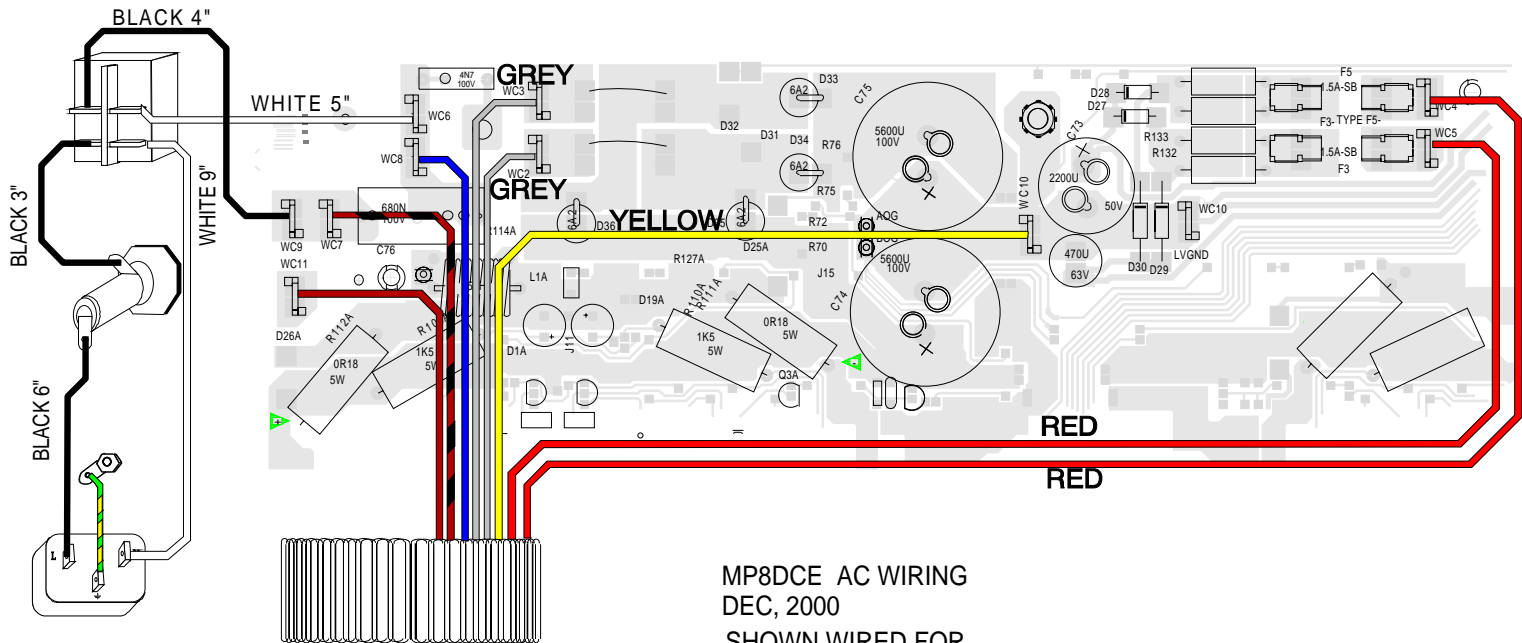 BLACK 4"
WHITE 5"
BLACK 3"
WHITE 9"
BLACK 6"
L
4N7
100V
GREY
WC3
WC6
WC8
WC2
GREY
680N
100V
WC9
WC7
C76
R114A
WC11
D26A
R112A
0R18
5W
1K5
5W
L1A
D1A
J11
6A2
D36
YELLOW
6A2
D25A
R127A
D19A
R110A
R111A
1K5
5W
0R18
5W
Q3A
D32
D31
6A2
D33
D34
6A2
R76
R75
R72
R70
J15
AOG
C75
5600U
100V
C74
5600U
100V
WC10
C73
2200U
50V
470U
63V
D28
D27
R133
R132
D30
D29
WC10
LVGND
F5
1.5A-SB
F3- TYPE F5-
1.5A-SB
F3
WC4
WC5
RED
RED
MP8DCE AC WIRING
DEC, 2000
SHOWN WIRED FOR